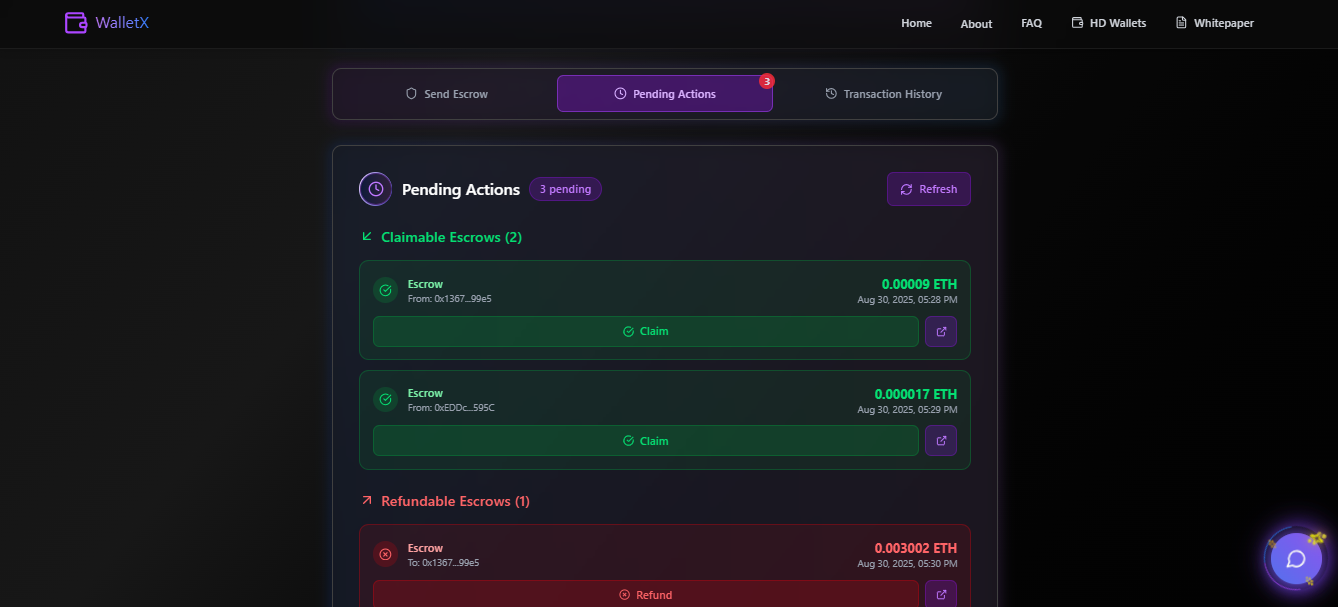 WalletX
Home About FAQ HD Wallets Whitepaper
Send Escrow Pending Actions 3 Transaction History
Pending Actions 3 pending Refresh
Claimable Escrows (2)
Escrow 0.00009 ETH
From: 0x1367...99e5 Aug 30, 2025, 05:28 PM
Claim
Escrow 0.000017 ETH
From: 0xEDDc...595C Aug 30, 2025, 05:29 PM
Claim
Refundable Escrows (1)
Escrow 0.003002 ETH
To: 0x1367...99e5 Aug 30, 2025, 05:30 PM
Refund